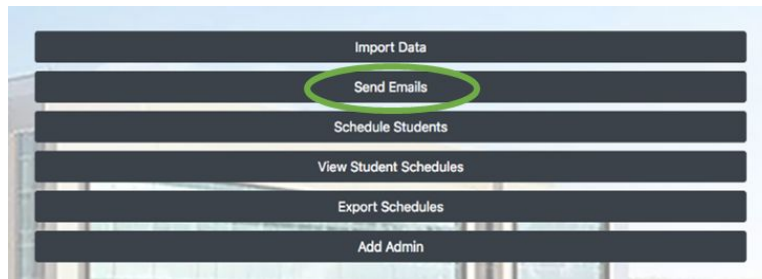 Import Data
Send Emails
Schedule Students
View Student Schedules
Export Schedules
Add Admin